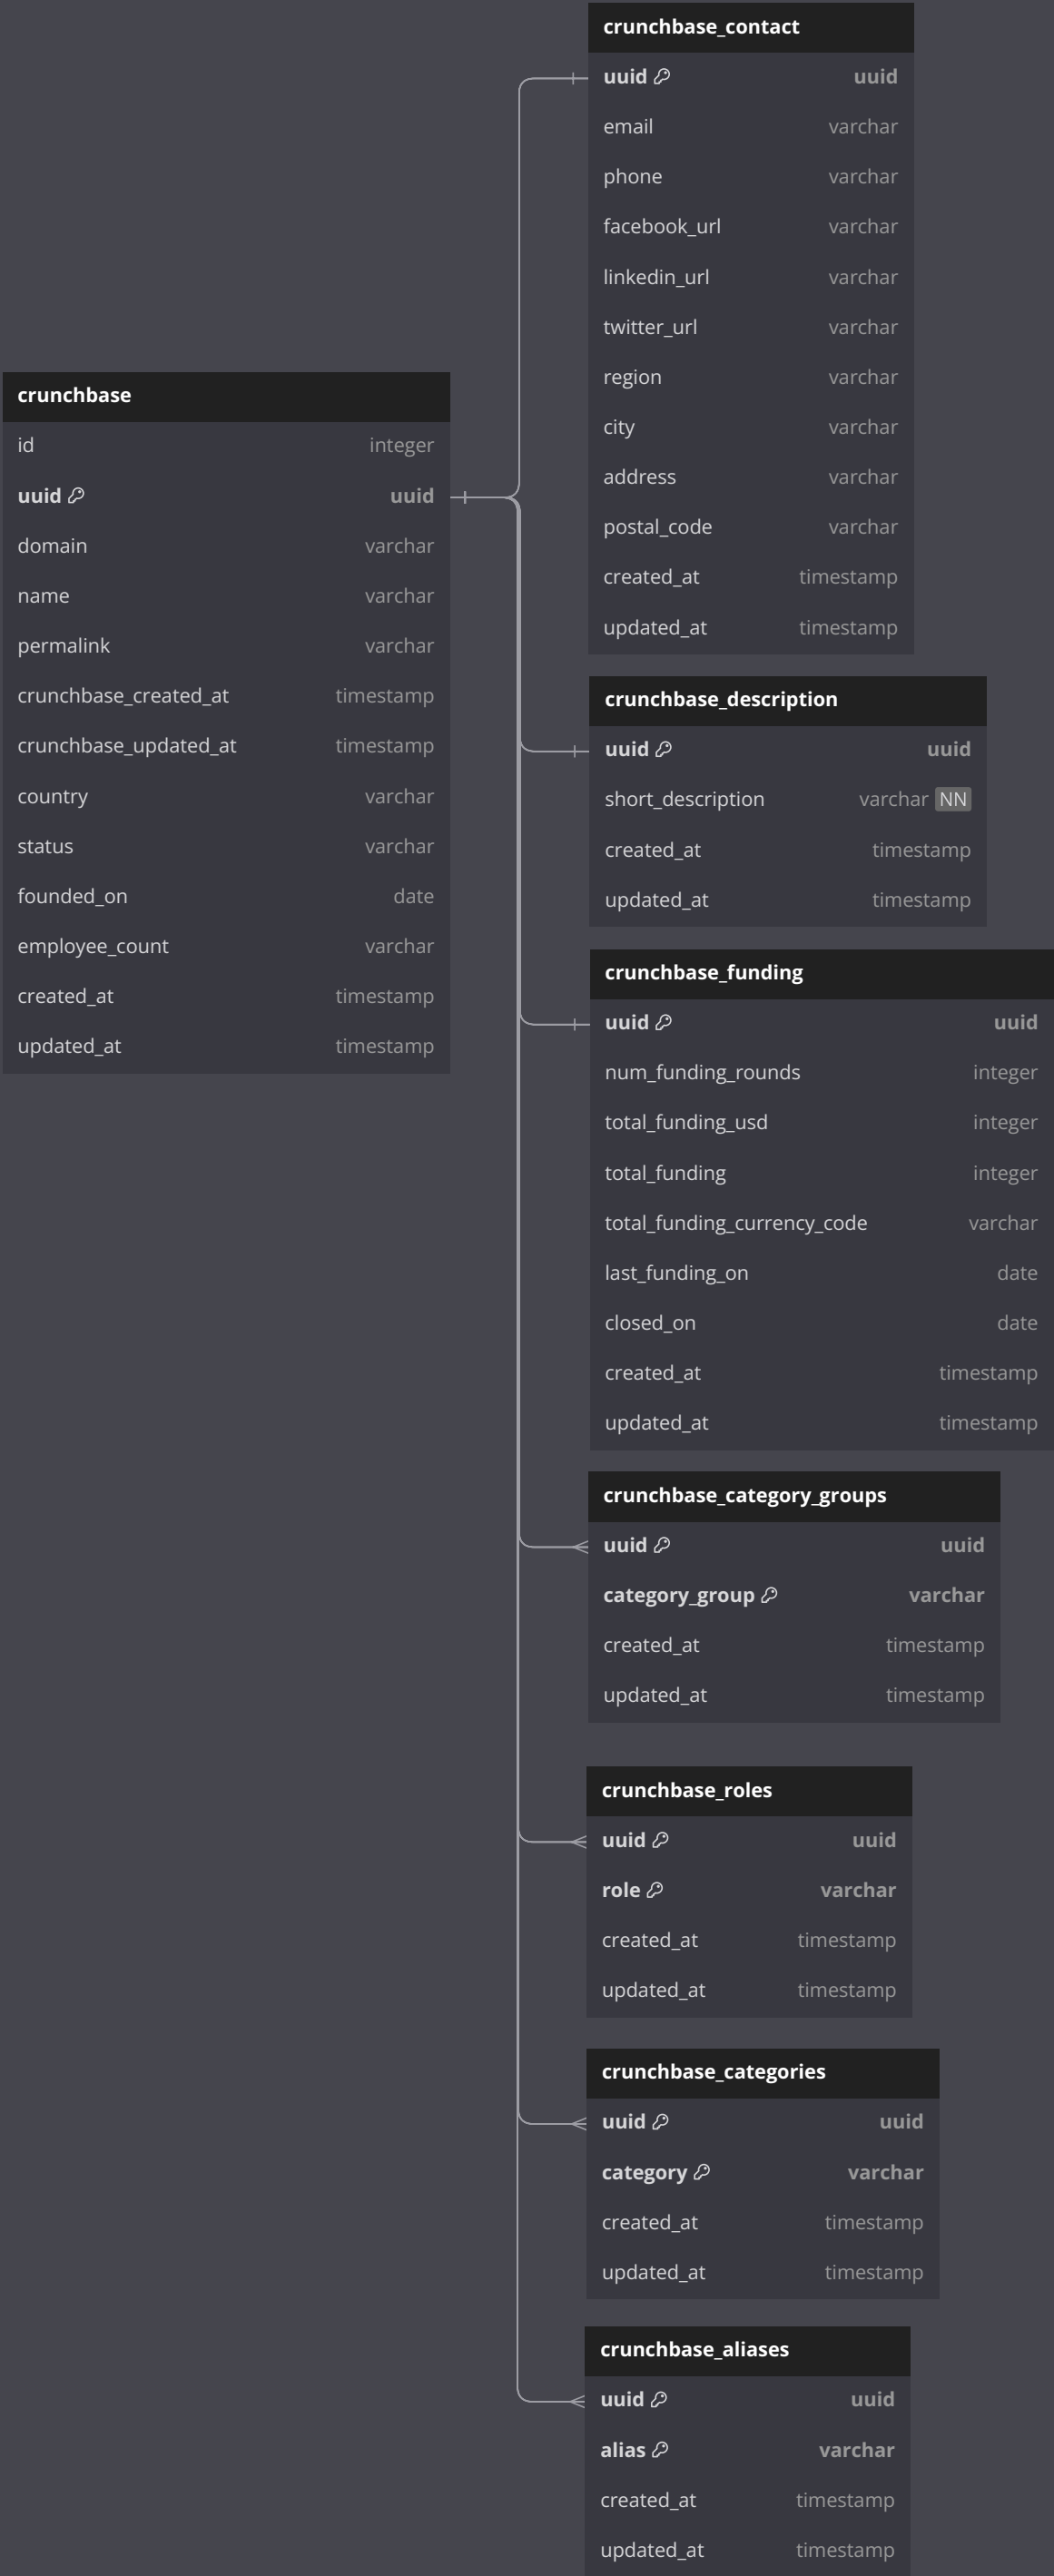 crunchbase
id integer
uuid uuid
domain varchar
name varchar
permalink varchar
crunchbase_created_at timestamp
crunchbase_updated_at timestamp
country varchar
status varchar
founded_on date
employee_count varchar
created_at timestamp
updated_at timestamp
crunchbase_contact
uuid uuid
email varchar
phone varchar
facebook_url varchar
linkedin_url varchar
twitter_url varchar
region varchar
city varchar
address varchar
postal_code varchar
created_at timestamp
updated_at timestamp
crunchbase_description
uuid uuid
short_description varchar NN
created_at timestamp
updated_at timestamp
crunchbase_funding
uuid uuid
num_funding_rounds integer
total_funding_usd integer
total_funding integer
total_funding_currency_code varchar
last_funding_on date
closed_on date
created_at timestamp
updated_at timestamp
crunchbase_category_groups
uuid uuid
category_group varchar
created_at timestamp
updated_at timestamp
crunchbase_roles
uuid uuid
role varchar
created_at timestamp
updated_at timestamp
crunchbase_categories
uuid uuid
category varchar
created_at timestamp
updated_at timestamp
crunchbase_aliases
uuid uuid
alias varchar
created_at timestamp
updated_at timestamp